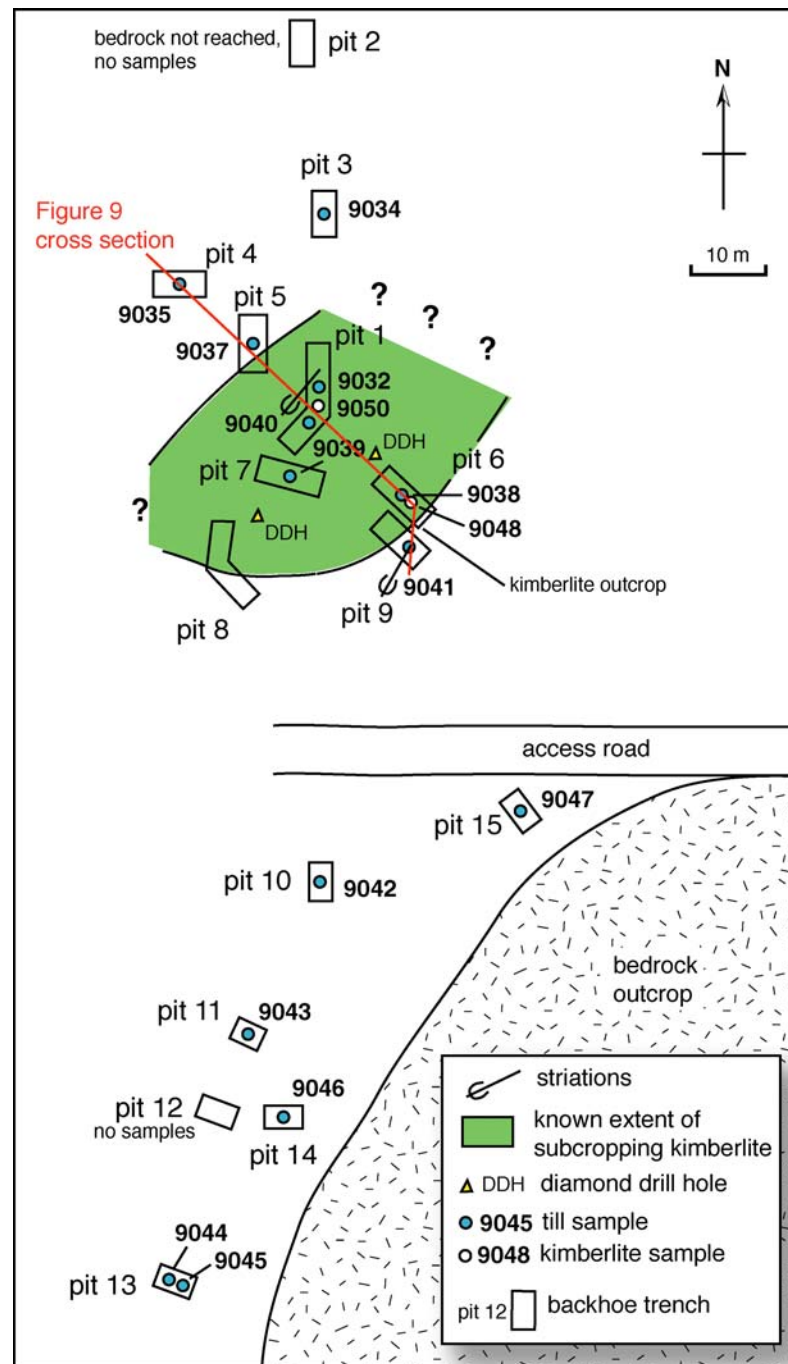 bedrock not reached,
no samples
pit 2
N
pit 3
9034
10 m
Figure 9
cross section
pit 4
9035
pit 5
9037
?
?
?
pit 1
9032
9050
9040
9039
DDH
pit 6
pit 7
9038
?
DDH
9048
kimberlite outcrop
9041
pit 9
pit 8
access road
9047
pit 15
pit 10
9042
bedrock
outcrop
pit 11
9043
9046
pit 12
no samples
pit 14
9044
9045
pit 13
striations
known extent of
subcropping kimberlite
DDH diamond drill hole
9045 till sample
9048 kimberlite sample
pit 12 backhoe trench